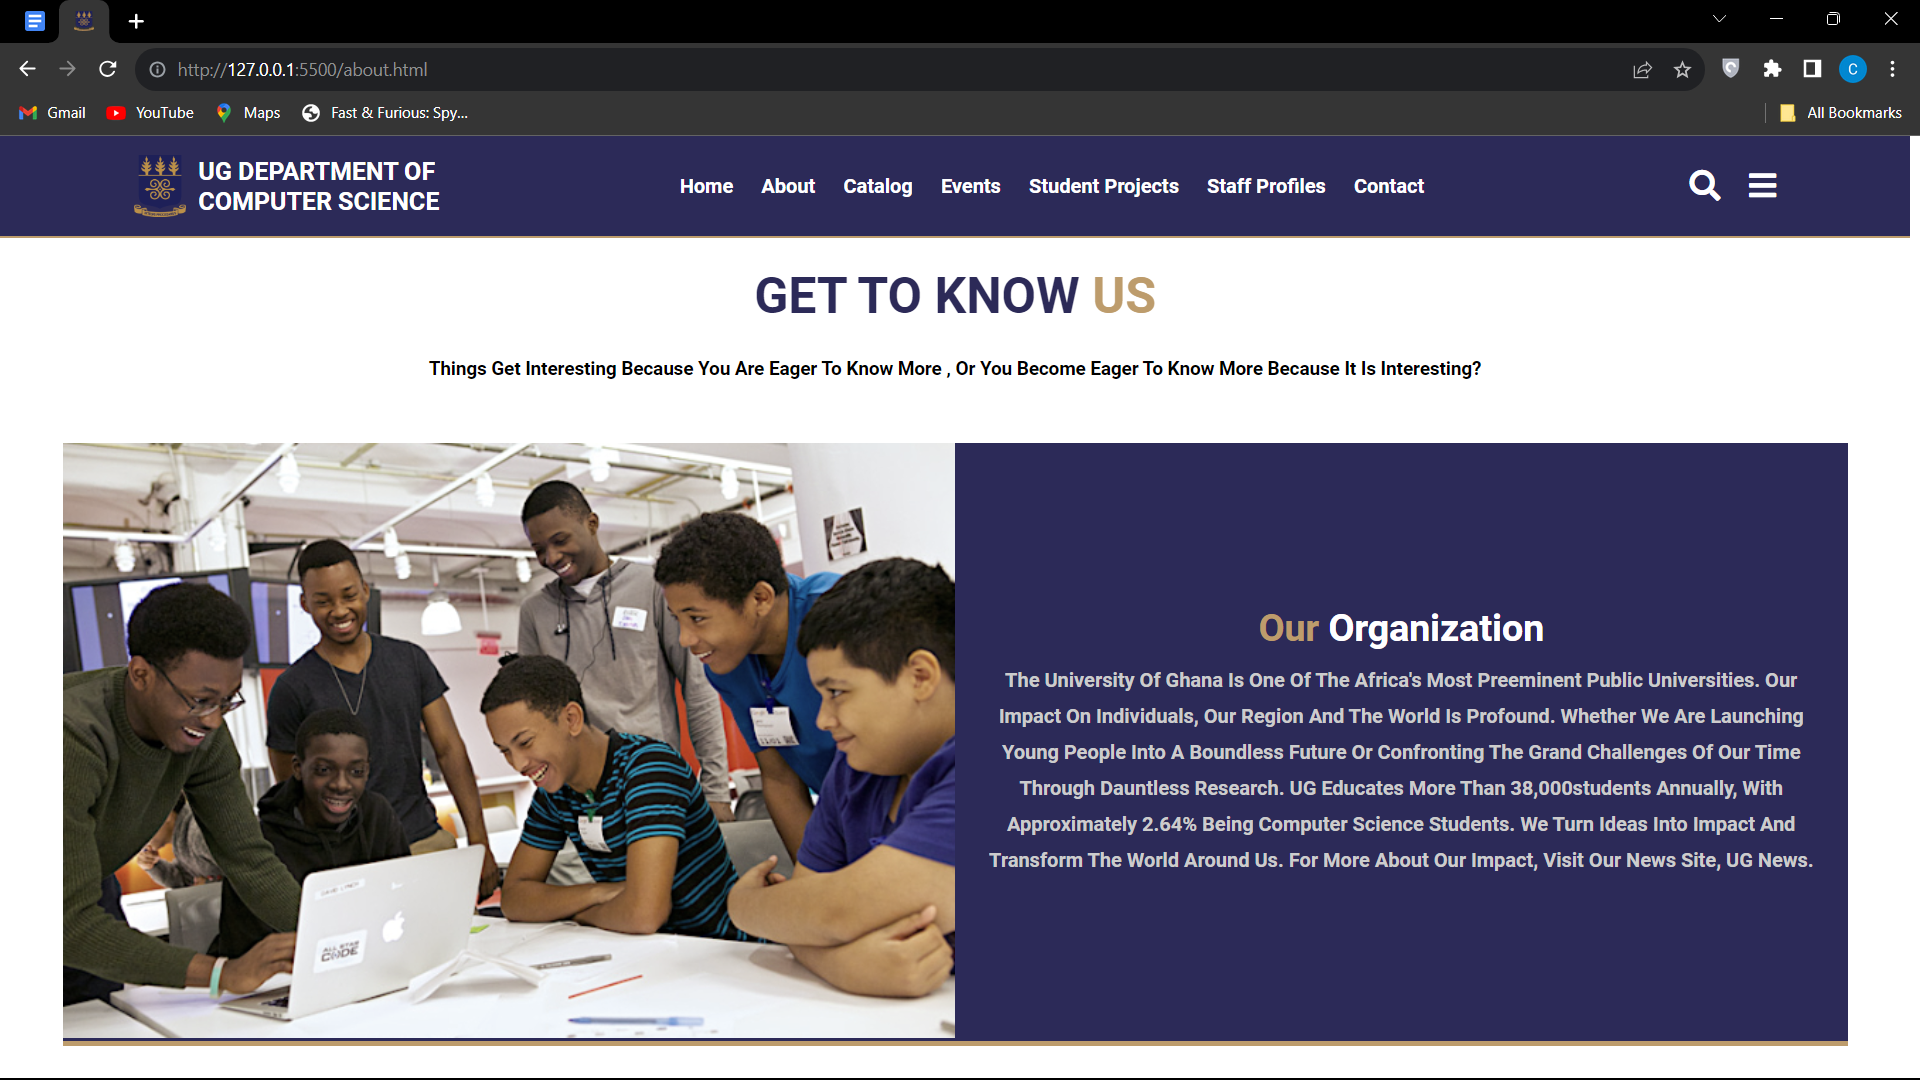 http://127.0.0.1:5500/about.html
C
Gmail YouTube Maps Fast & Furious: Spy... All Bookmarks
UG DEPARTMENT OF
COMPUTER SCIENCE
Home About Catalog Events Student Projects Staff Profiles Contact
GET TO KNOW US
Things Get Interesting Because You Are Eager To Know More , Or You Become Eager To Know More Because It Is Interesting?
Our Organization
The University Of Ghana Is One Of The Africa's Most Preeminent Public Universities. Our
Impact On Individuals, Our Region And The World Is Profound. Whether We Are Launching
Young People Into A Boundless Future Or Confronting The Grand Challenges Of Our Time
Through Dauntless Research. UG Educates More Than 38,000students Annually, With
Approximately 2.64% Being Computer Science Students. We Turn Ideas Into Impact And
Transform The World Around Us. For More About Our Impact, Visit Our News Site, UG News.
ALL STAR
CODE